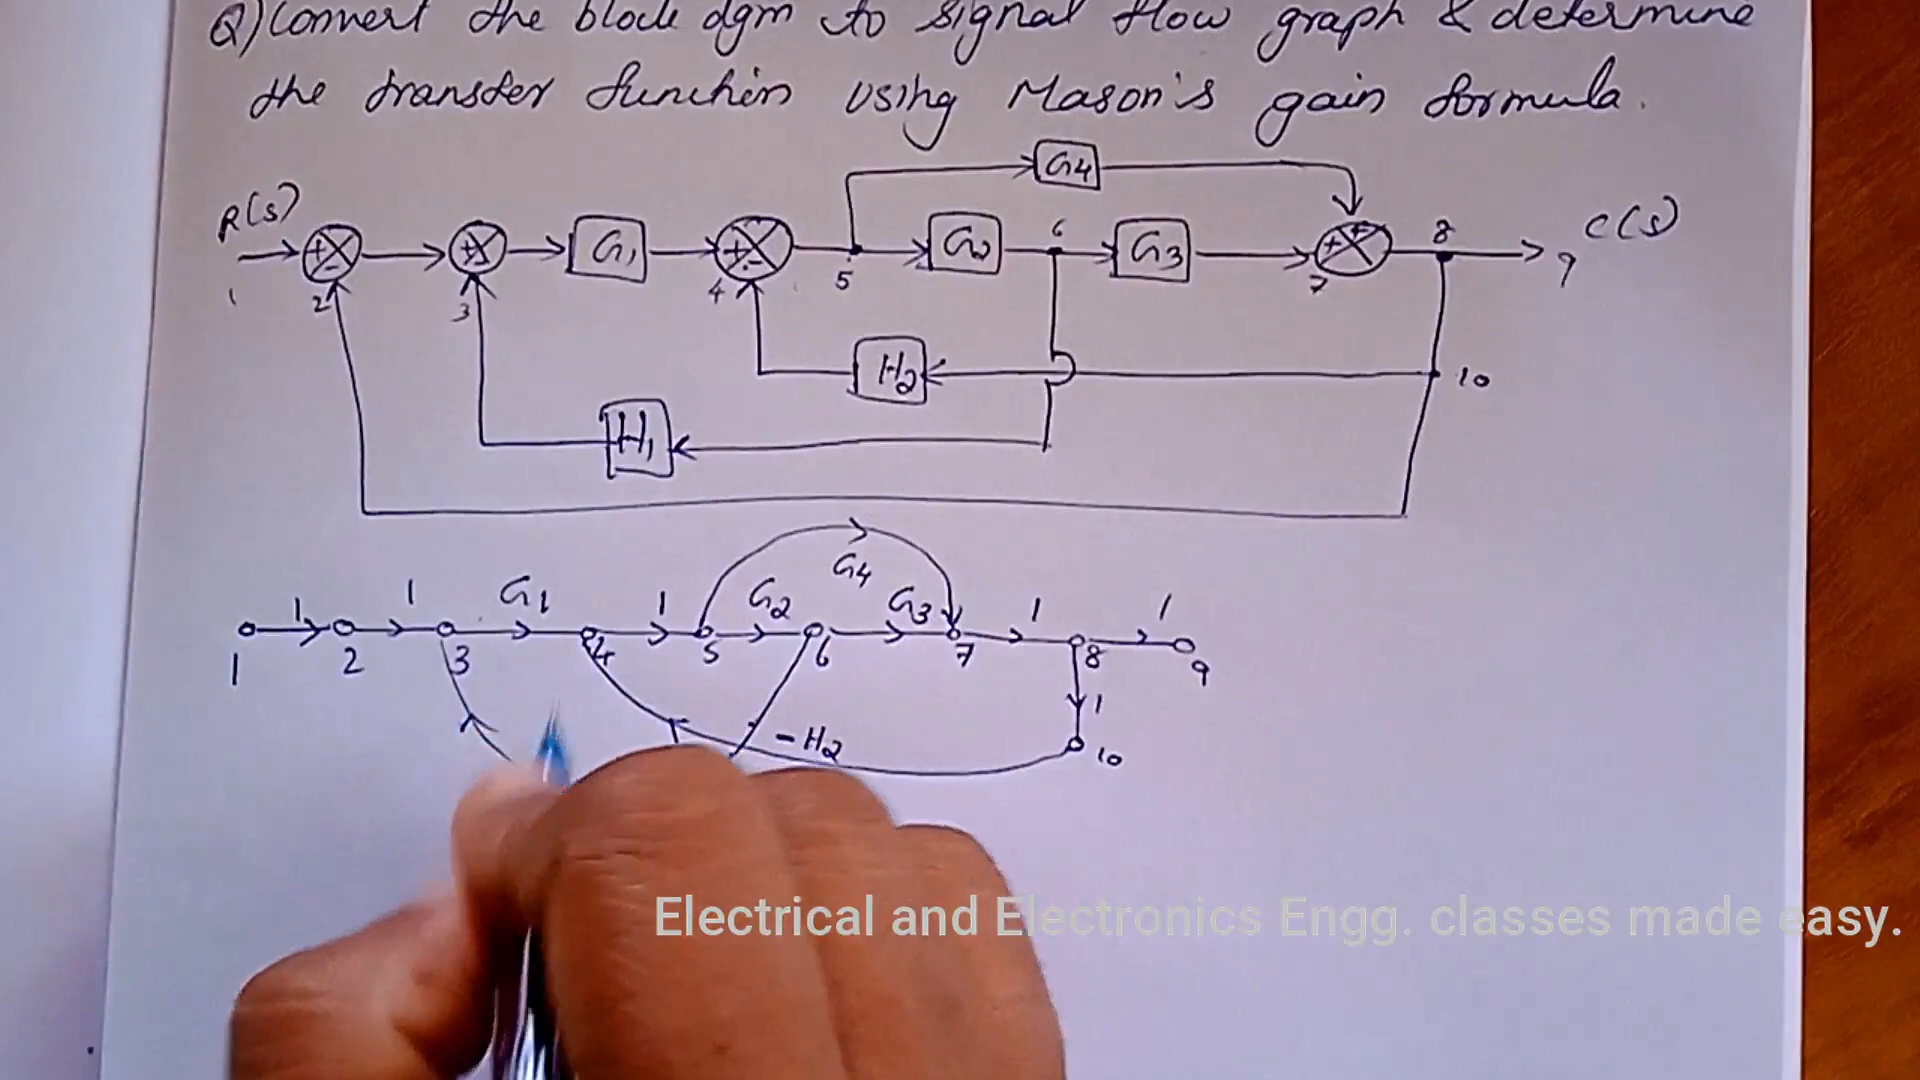 Q) Convert the block dgm to signal flow graph & determine
the transfer function using Mason's gain formula.
G4
R(s) C(s)
+ - + + G1 + - G2 6 G3 + + 8
1 2 3 4 5 7 9
H2 10
H1
G4
1 1 G1 1 G2 G3 1 1
1 2 3 4 5 6 7 8 9
1
-H2 10
Electrical and Electronics Engg. classes made easy.